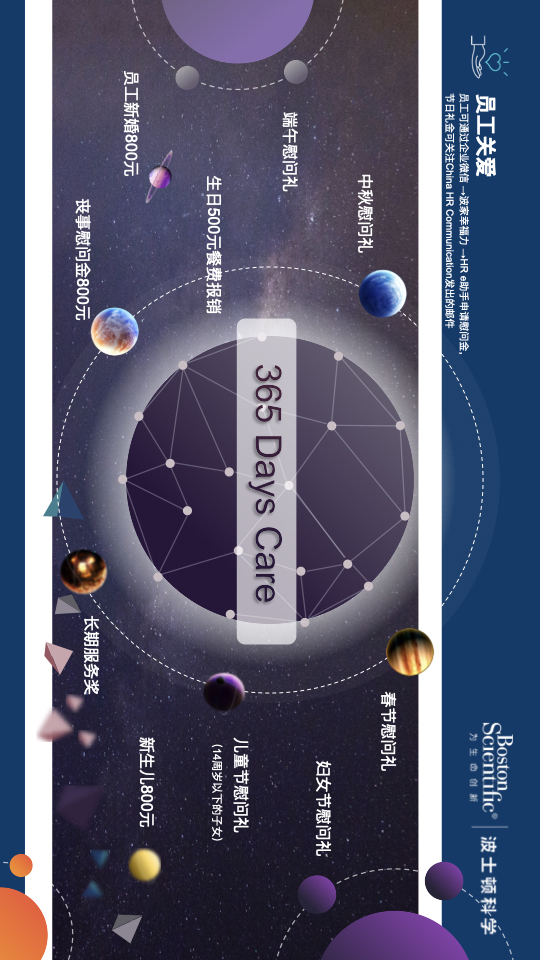 员工关爱
员工可通过企业微信 →波家幸福力 →HR e助手申请慰问金,
节日礼金可关注China HR Communication发出的邮件
Boston
Scientific®
为生命创新
波士顿科学
中秋慰问礼
春节慰问礼
端午慰问礼
妇女节慰问礼
365 Days Care
生日500元餐费报销
儿童节慰问礼
(14周岁以下的子女)
员工新婚800元
新生儿800元
丧事慰问金800元
长期服务奖